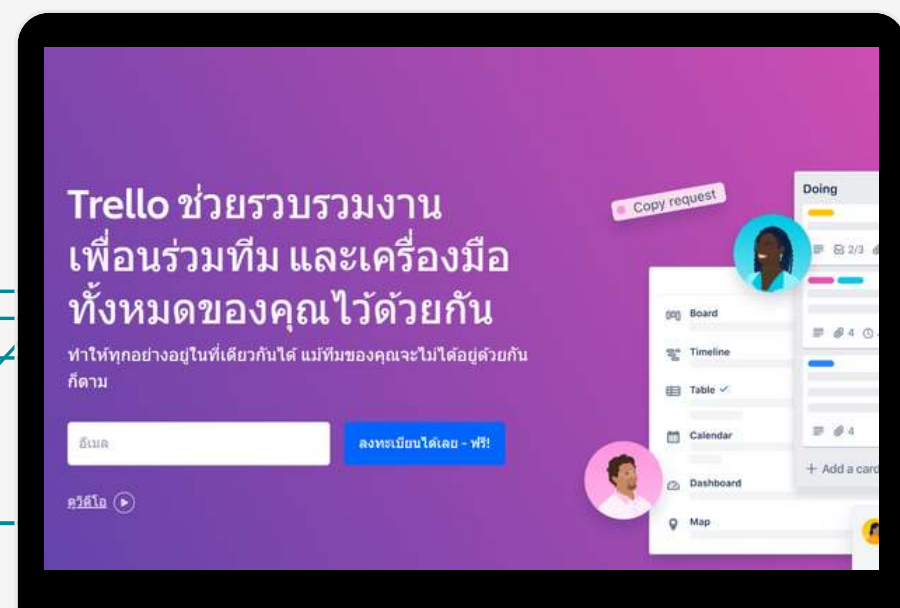 Trello ช่วยรวบรวมงาน
เพื่อนร่วมทีม และเครื่องมือ
ทั้งหมดของคุณไว้ด้วยกัน
ทำให้ทุกอย่างอยู่ในที่เดียวกันได้ แม้ทีมของคุณจะไม่ได้อยู่ด้วยกัน
ก็ตาม
อีเมล
ลงทะเบียนได้เลย - ฟรี!
ดูวิดีโอ
Copy request
Board
Timeline
Table
Calendar
Dashboard
Map
Doing
2/3
4
4
+ Add a card